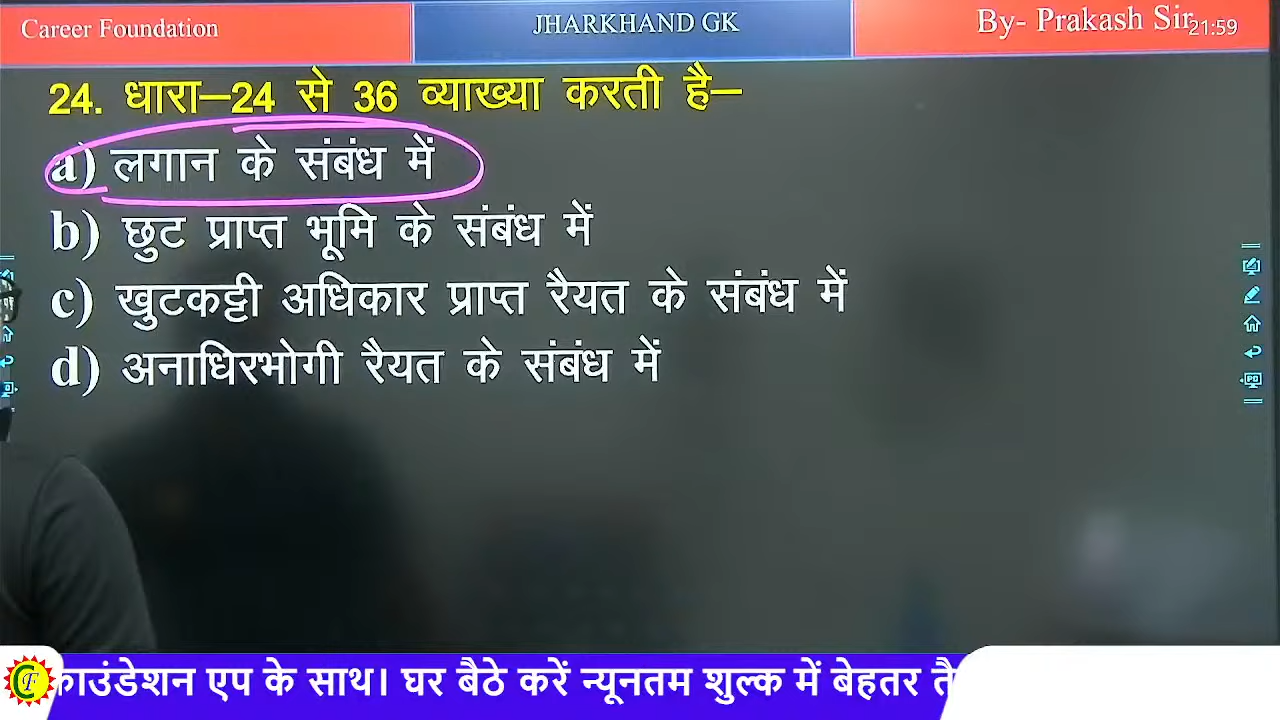 Career Foundation
JHARKHAND GK
By- Prakash Sir
21:59
24. धारा–24 से 36 व्याख्या करती है–
a) लगान के संबंध में
b) छुट प्राप्त भूमि के संबंध में
c) खुटकट्टी अधिकार प्राप्त रैयत के संबंध में
d) अनाधिरभोगी रैयत के संबंध में
फाउंडेशन एप के साथ। घर बैठे करें न्यूनतम शुल्क में बेहतर